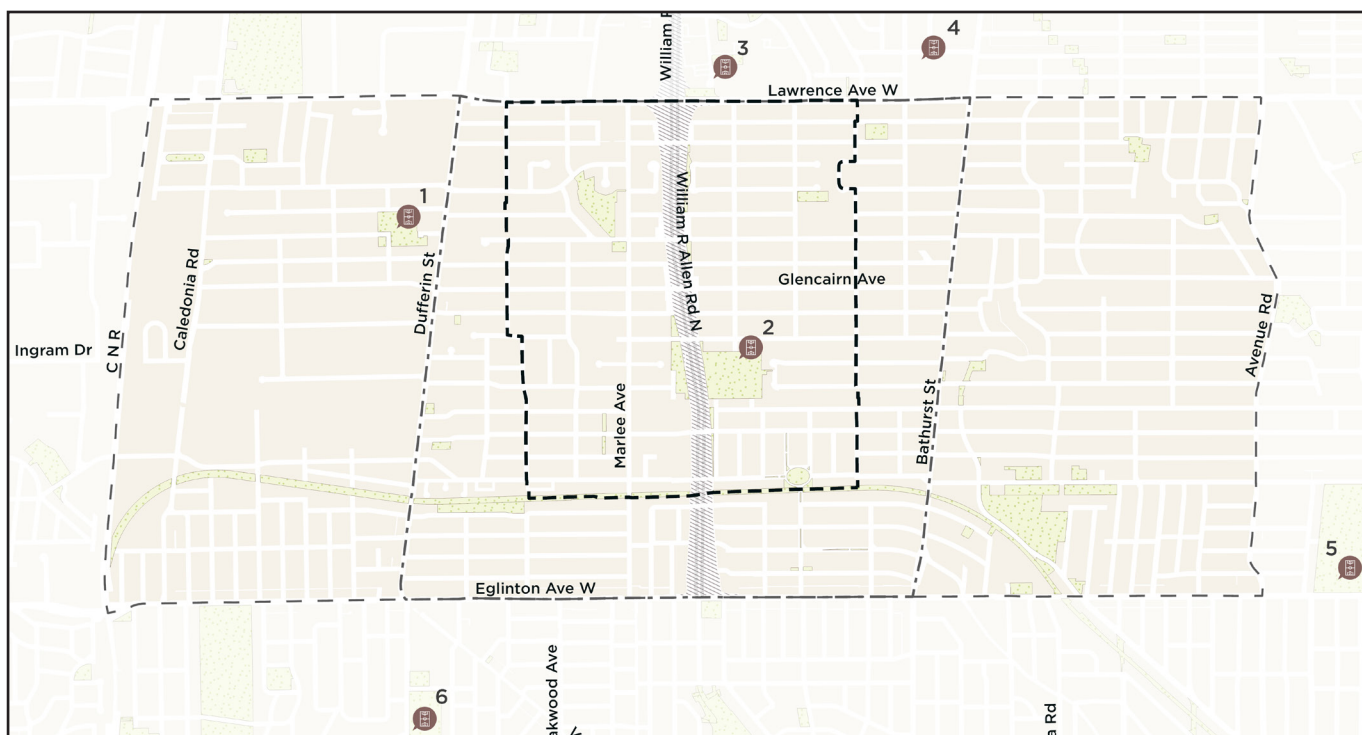 William R
4
3
Lawrence Ave W
1
William R Allen Rd N
Dufferin St
Caledonia Rd
Glencairn Ave
Avenue Rd
C N R
Ingram Dr
2
Marlee Ave
Bathurst St
5
Eglinton Ave W
akwood Ave
6
a Rd